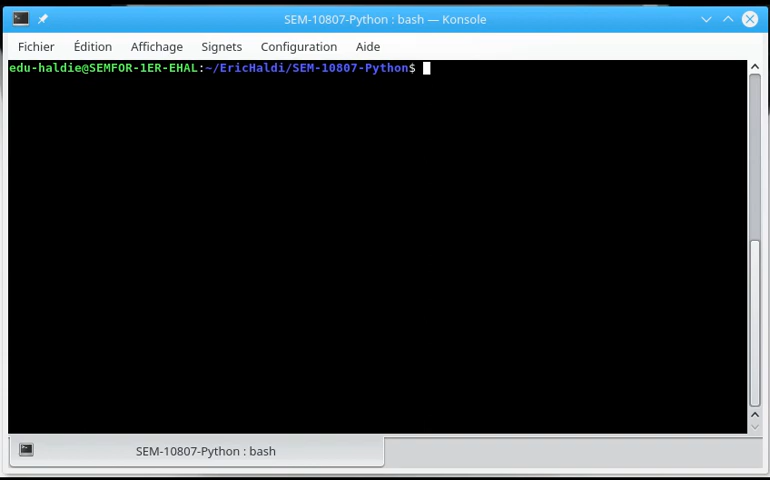 SEM-10807-Python : bash — Konsole
Fichier Édition Affichage Signets Configuration Aide
edu-haldie@SEMFOR-1ER-EHAL:~/EricHaldi/SEM-10807-Python$
SEM-10807-Python : bash